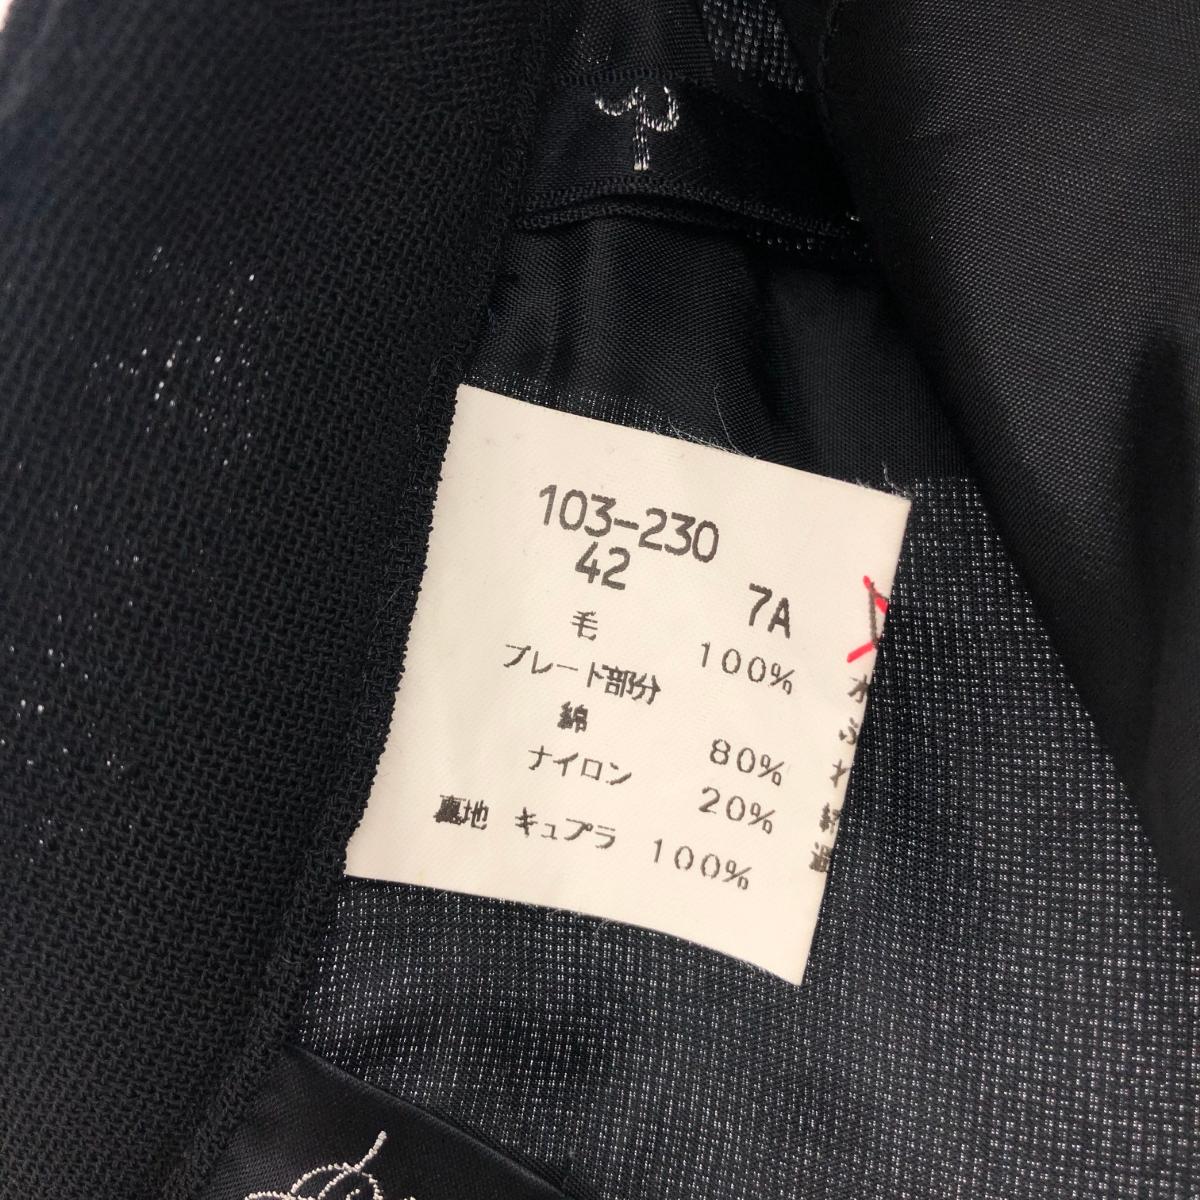 103-230
42
7A
毛 100%
プレート部分
綿 80%
ナイロン 20%
裏地 キュプラ 100%